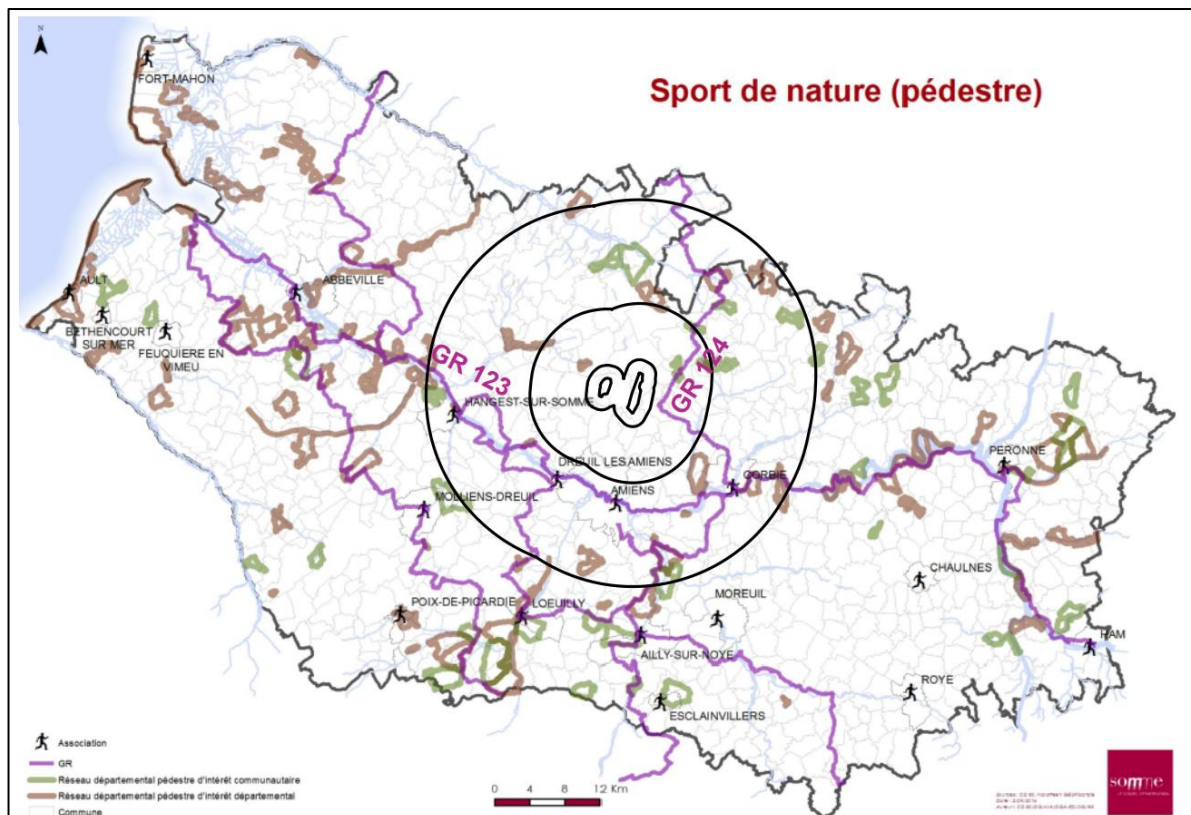 N
FORT-MAHON
Sport de nature (pédestre)
AULT
ABBEVILLE
BETHENCOURT
SUR MER
FEUQUIERE EN
VIMEU
GR 123
GR 124
HANGEST-SUR-SOMME
DREUIL LES AMIENS
AMIENS
CORBIE
PERONNE
MOLLIENS-DREUIL
CHAULNES
POIX-DE-PICARDIE
LOEUILLY
MOREUIL
AILLY-SUR-NOYE
HAM
ROYE
ESCLAINVILLERS
Association
GR
Réseau départemental pédestre d'intérêt communautaire
Réseau départemental pédestre d'intérêt départemental
Commune
0 4 8 12 Km
somme